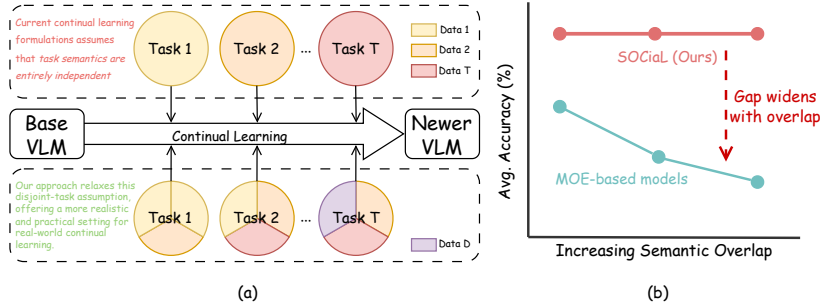 Current continual learning
formulations assumes
that task semantics are
entirely independent
Task 1
Task 2
...
Task T
Data 1
Data 2
Data T
Base
VLM
Continual Learning
Newer
VLM
Our approach relaxes this
disjoint-task assumption,
offering a more realistic
and practical setting for
real-world continual
learning.
Task 1
Task 2
...
Task T
Data D
(a)
Avg. Accuracy (%)
SOCiaL (Ours)
Gap widens
with overlap
MOE-based models
Increasing Semantic Overlap
(b)